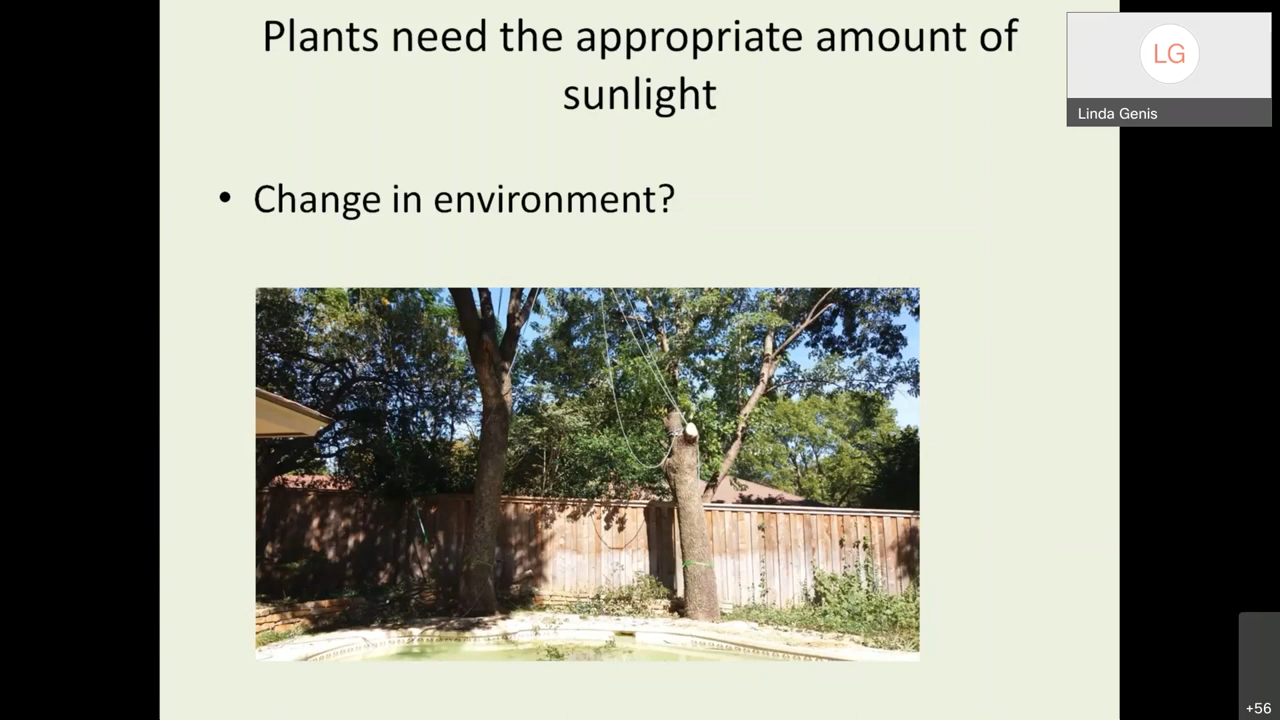 Plants need the appropriate amount of
sunlight
LG
Linda Genis
• Change in environment?
+56